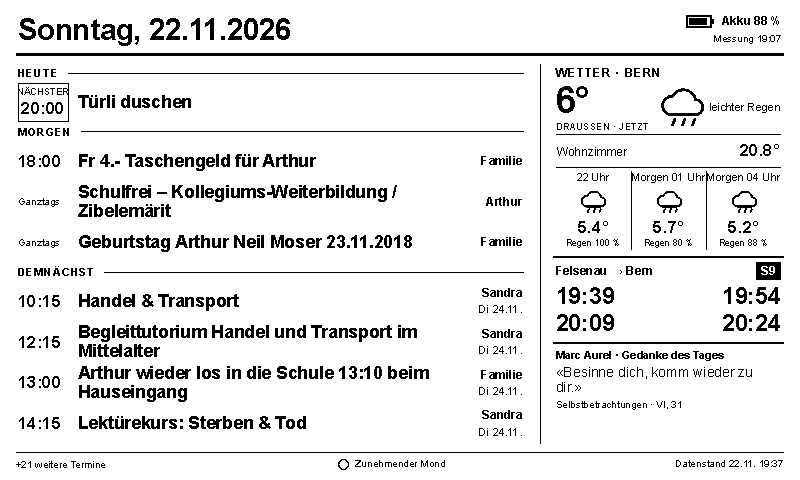 Sonntag, 22.11.2026
Akku 88 %
Messung 19:07
HEUTE
NÄCHSTER
20:00 Türli duschen
MORGEN
18:00 Fr 4.- Taschengeld für Arthur Familie
Ganztags Schulfrei – Kollegiums-Weiterbildung / Zibelemärit Arthur
Ganztags Geburtstag Arthur Neil Moser 23.11.2018 Familie
DEMNÄCHST
10:15 Handel & Transport Sandra
Di 24.11.
12:15 Begleittutorium Handel und Transport im Mittelalter Sandra
Di 24.11.
13:00 Arthur wieder los in die Schule 13:10 beim Hauseingang Familie
Di 24.11.
14:15 Lektürekurs: Sterben & Tod Sandra
Di 24.11.
WETTER · BERN
6°
leichter Regen
DRAUSSEN · JETZT
Wohnzimmer 20.8°
22 Uhr Morgen 01 Uhr Morgen 04 Uhr
5.4° 5.7° 5.2°
Regen 100 % Regen 80 % Regen 88 %
Felsenau › Bern S9
19:39 19:54
20:09 20:24
Marc Aurel · Gedanke des Tages
«Besinne dich, komm wieder zu
dir.»
Selbstbetrachtungen · VI, 31
+21 weitere Termine
Zunehmender Mond
Datenstand 22.11. 19:37